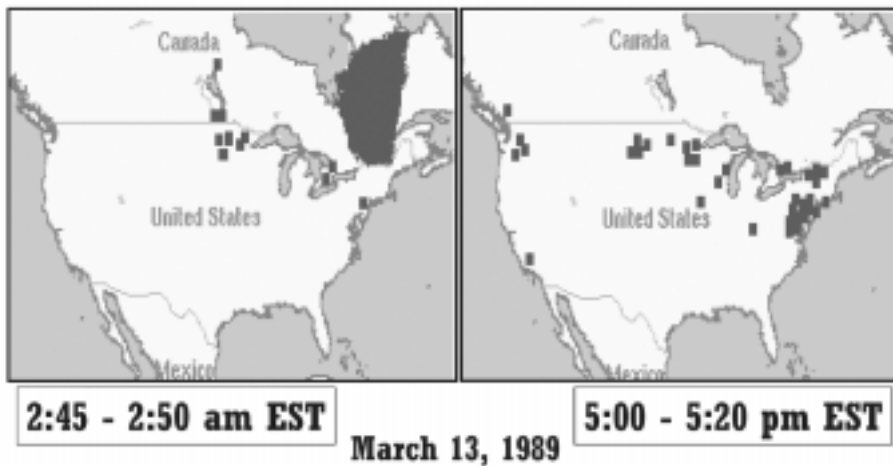 Canada
United States
Mexico
Canada
United States
Mexico
2:45 - 2:50 am EST
5:00 - 5:20 pm EST
March 13, 1989